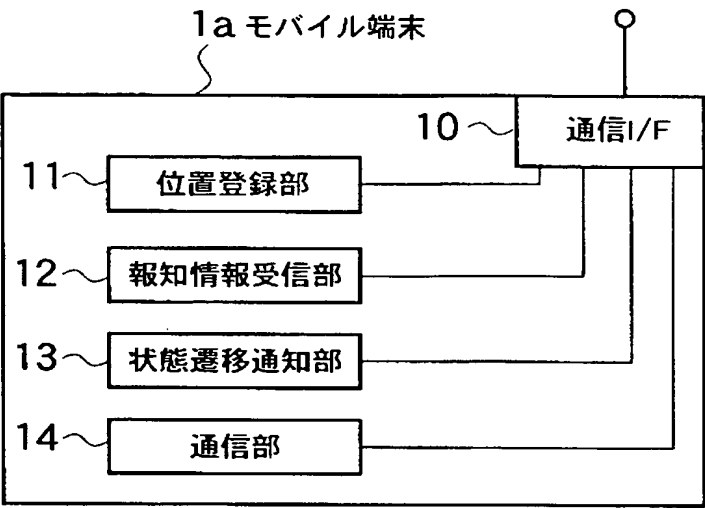 1a モバイル端末
10 通信I/F
11 位置登録部
12 報知情報受信部
13 状態遷移通知部
14 通信部